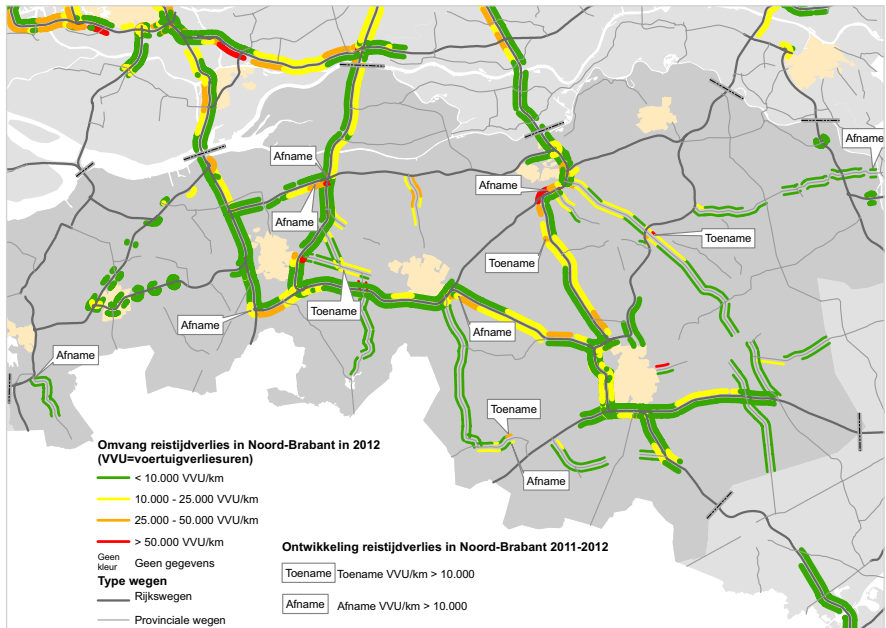 Afname
Afname
Afname
Afname
Toename
Toename
Afname
Toename
Afname
Afname
Toename
Afname
Omvang reistijdverlies in Noord-Brabant in 2012
(VVU=voertuigverliesuren)
< 10.000 VVU/km
10.000 - 25.000 VVU/km
25.000 - 50.000 VVU/km
> 50.000 VVU/km
Geen
kleur Geen gegevens
Type wegen
Rijkswegen
Provinciale wegen
Ontwikkeling reistijdverlies in Noord-Brabant 2011-2012
Toename Toename VVU/km > 10.000
Afname Afname VVU/km > 10.000